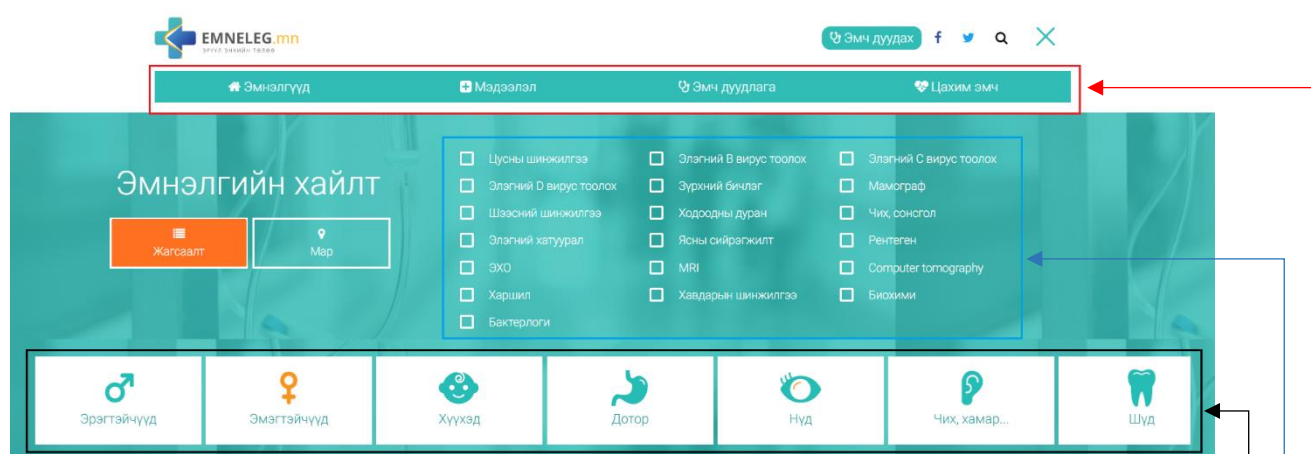 EMNELEG.mn
ЭРҮҮЛ ЭНХИЙН ТӨЛӨӨ
Эмч дуудах
Эмнэлгүүд
Мэдээлэл
Эмч дуудлага
Цахим эмч
Эмнэлгийн хайлт
Жагсаалт
Мар
Цусны шинжилгээ
Элэгний В вирус тоолох
Элэгний С вирус тоолох
Элэгний D вирус тоолох
Зүрхний бичлэг
Мамограф
Шээсний шинжилгээ
Ходоодны дуран
Чих, сонсгол
Элэгний хатуурал
Ясны сийрэгжилт
Рентеген
ЭХО
MRI
Computer tomography
Харшил
Хавдарын шинжилгээ
Биохими
Бактерлоги
Эрэгтэйчүүд
Эмэгтэйчүүд
Хүүхэд
Дотор
Нүд
Чих, хамар...
Шүд